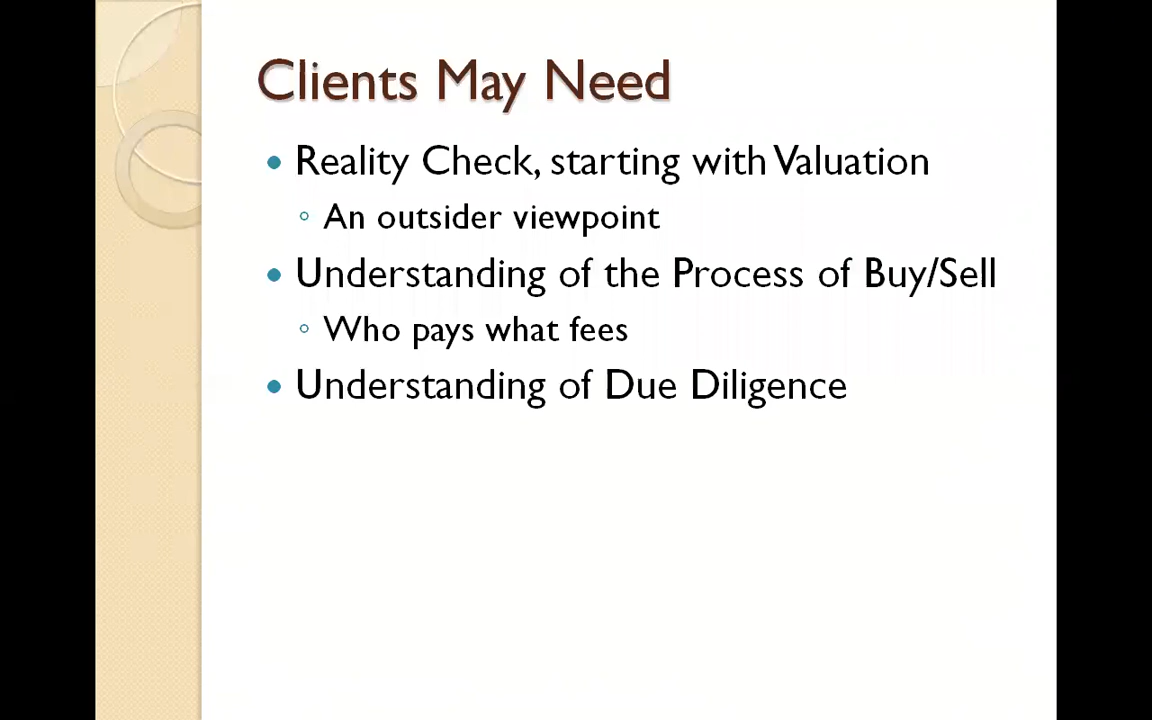 Clients May Need
Reality Check, starting with Valuation
An outsider viewpoint
Understanding of the Process of Buy/Sell
Who pays what fees
Understanding of Due Diligence